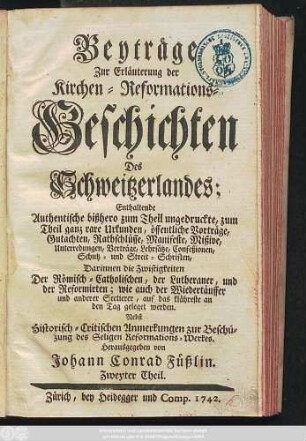 Beyträge
Zur Erläuterung der
Kirchen-Reformations-
Geschichten
Des
Schweitzerlandes;
Enthaltende
Authentische bißhero zum Theil ungedruckte, zum
Theil ganz rare Urkunden, öffentliche Vorträge,
Gutachten, Rathschlüsse, Manifeste, Mißive,
Unterredungen, Verträge, Lehrsätze, Confeßionen,
Schutz- und Streit-Schriften,
Darinnen die Zwistigkeiten
Der Römisch-Catholischen, der Lutheraner, und
der Reformirten; wie auch der Wiedertäuffer
und anderer Sectierer, auf das klährste an
den Tag geleget werden.
Nebst
Historisch-Critischen Anmerkungen zur Beschü-
zung des Seligen Reformations-Werkes.
Herausgegeben von
Johann Conrad Füßlin.
Zweyter Theil.
Zürich, bey Heidegger und Comp. 1742.